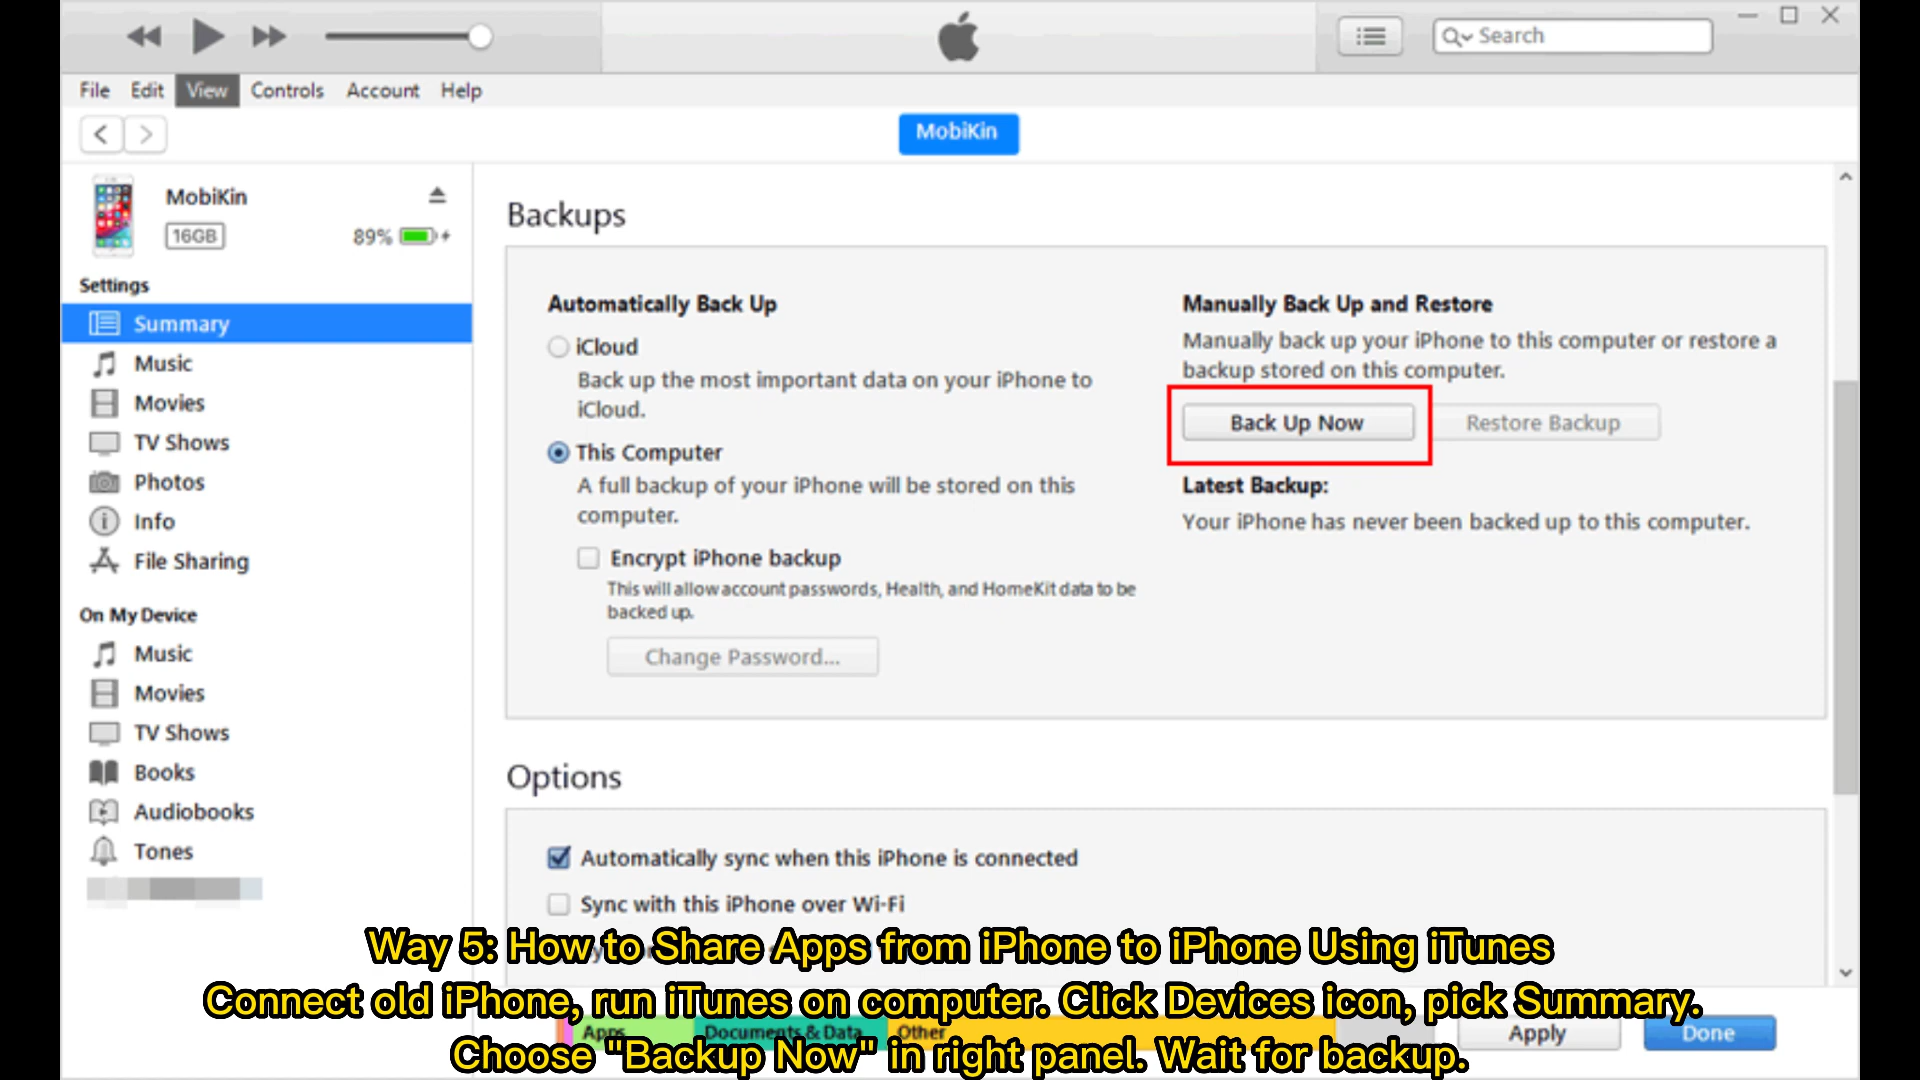 Search
File Edit View Controls Account Help
MobiKin
MobiKin
16GB
89%
Settings
Summary
Music
Movies
TV Shows
Photos
Info
File Sharing
On My Device
Music
Movies
TV Shows
Books
Audiobooks
Tones
Backups
Automatically Back Up
iCloud
Back up the most important data on your iPhone to
iCloud.
This Computer
A full backup of your iPhone will be stored on this
computer.
Encrypt iPhone backup
This will allow account passwords, Health, and HomeKit data to be
backed up.
Change Password...
Manually Back Up and Restore
Manually back up your iPhone to this computer or restore a
backup stored on this computer.
Back Up Now
Restore Backup
Latest Backup:
Your iPhone has never been backed up to this computer.
Options
Automatically sync when this iPhone is connected
Sync with this iPhone over Wi-Fi
Way 5: How to Share Apps from iPhone to iPhone Using iTunes
Connect old iPhone, run iTunes on computer. Click Devices icon, pick Summary.
Choose "Backup Now" in right panel. Wait for backup.
Apps
Documents & Data
Other
Apply
Done